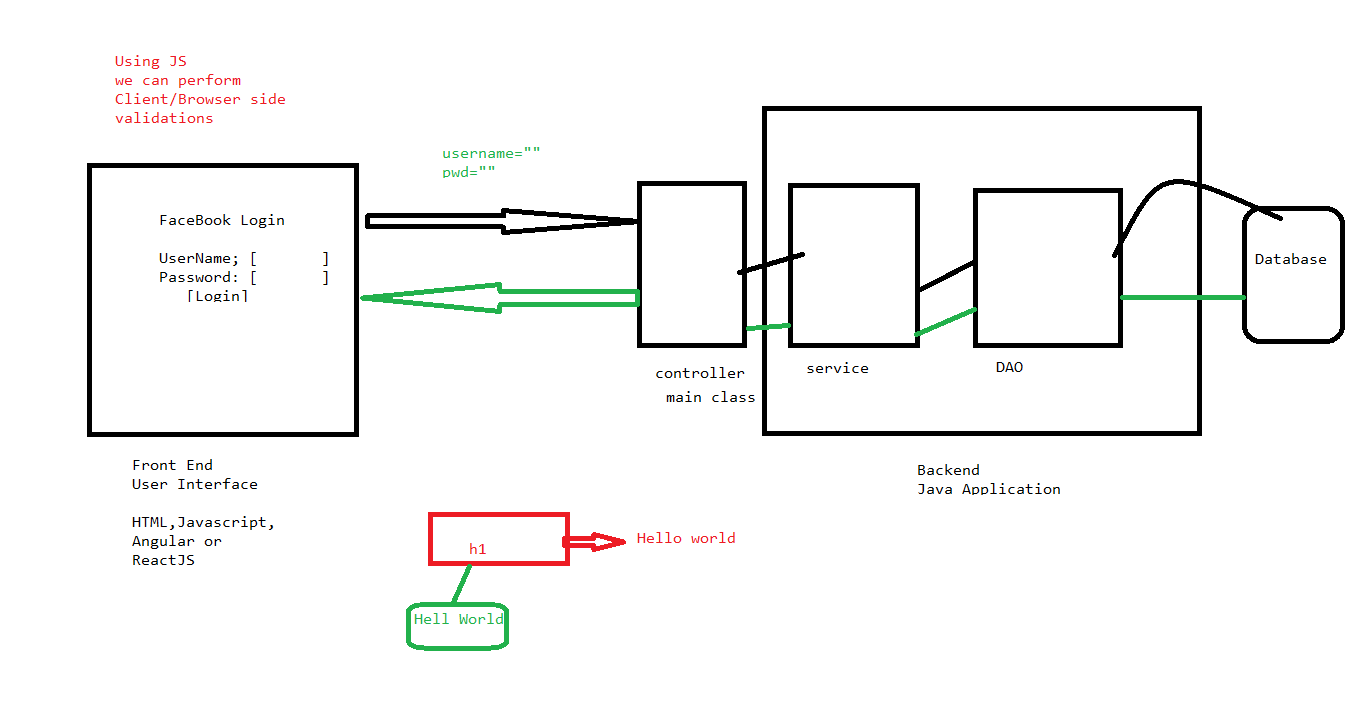 Using JS
we can perform
Client/Browser side
validations
username=""
pwd=""
FaceBook Login
UserName; [ ]
Password: [ ]
[Login]
Database
controller
main class
service
DAO
Front End
User Interface
HTML,Javascript,
Angular or
ReactJS
Backend
Java Application
h1
Hello world
Hell World